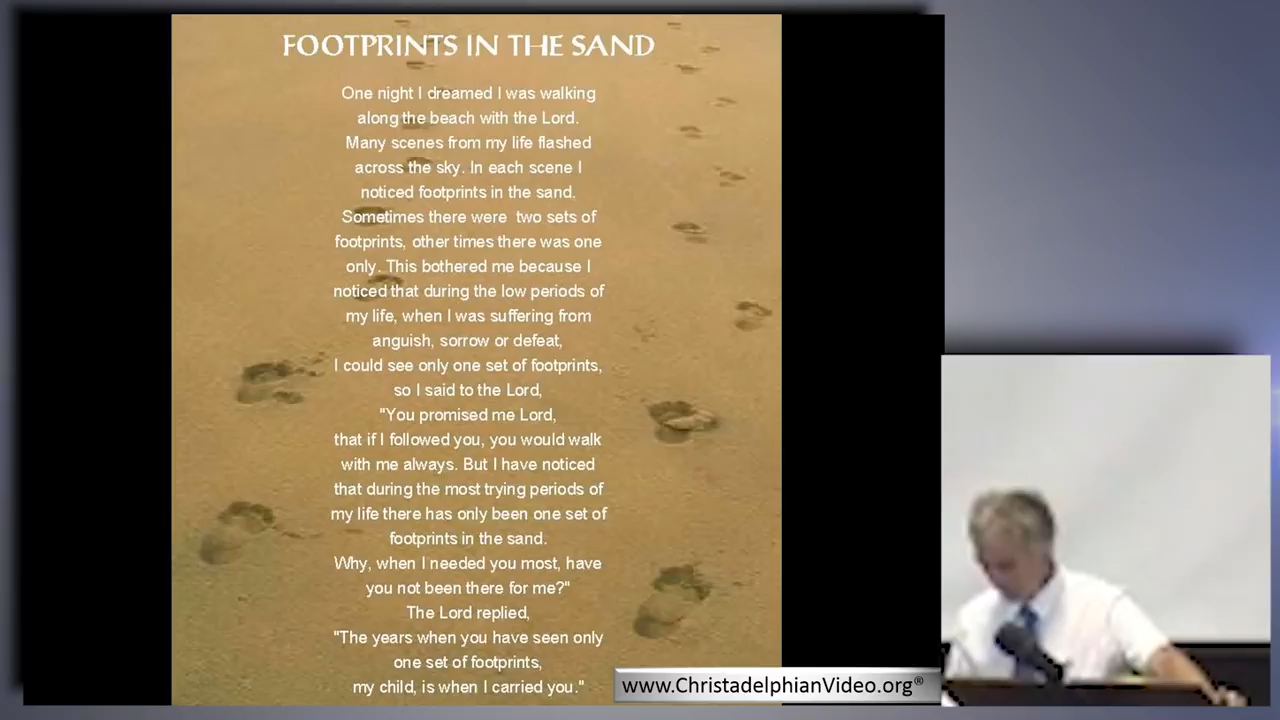 FOOTPRINTS IN THE SAND
One night I dreamed I was walking
along the beach with the Lord.
Many scenes from my life flashed
across the sky. In each scene I
noticed footprints in the sand.
Sometimes there were two sets of
footprints, other times there was one
only. This bothered me because I
noticed that during the low periods of
my life, when I was suffering from
anguish, sorrow or defeat,
I could see only one set of footprints,
so I said to the Lord,
"You promised me Lord,
that if I followed you, you would walk
with me always. But I have noticed
that during the most trying periods of
my life there has only been one set of
footprints in the sand.
Why, when I needed you most, have
you not been there for me?"
The Lord replied,
"The years when you have seen only
one set of footprints,
my child, is when I carried you."
www.ChristadelphianVideo.org®